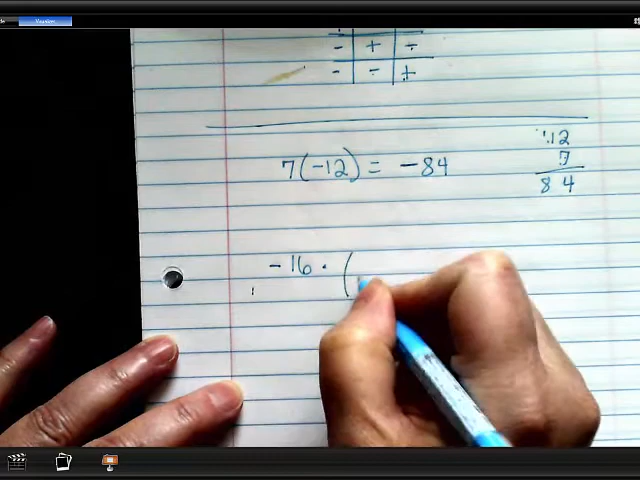 - + ÷
- ÷ +
7(-12) = -84
12
7
84
-16 · (